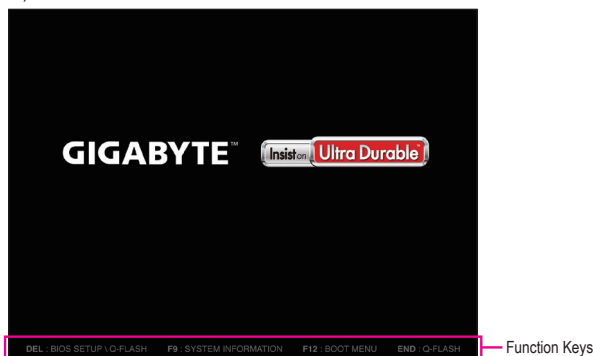 GIGABYTE™
Insist on Ultra Durable™
DEL : BIOS SETUP \ Q-FLASH F9 : SYSTEM INFORMATION F12 : BOOT MENU END : Q-FLASH
Function Keys